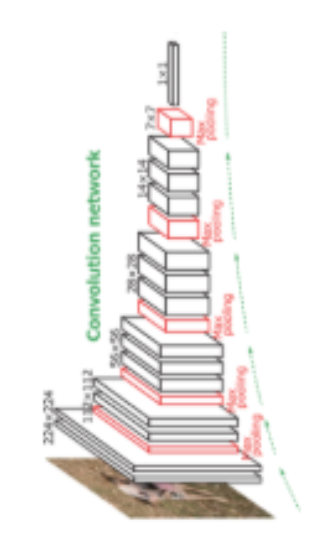 Convolution network
224×224
112×112
56×56
28×28
14×14
7×7
1×1
Max
pooling
Max
pooling
Max
pooling
Max
pooling
Max
pooling